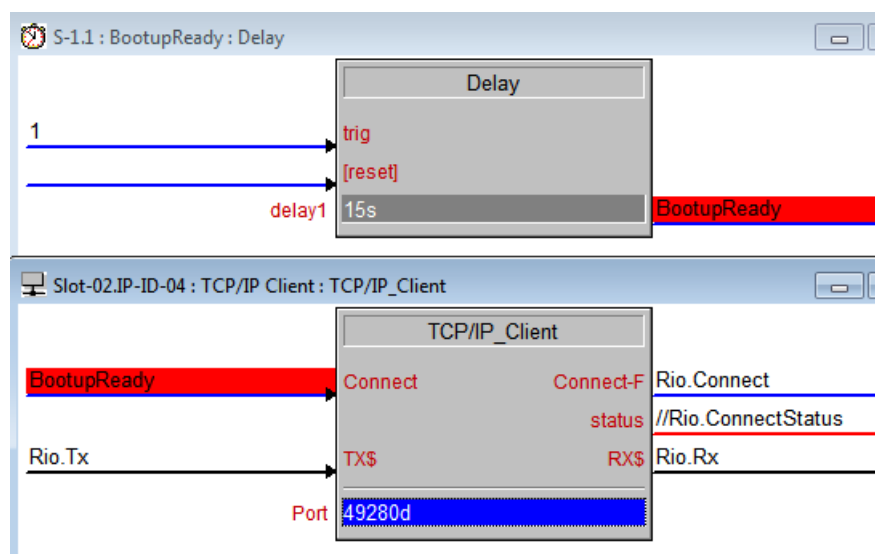 S-1.1 : BootupReady : Delay
Delay
1
trig
[reset]
delay1 15s BootupReady
Slot-02.IP-ID-04 : TCP/IP Client : TCP/IP_Client
TCP/IP_Client
BootupReady Connect Connect-F Rio.Connect
status //Rio.ConnectStatus
Rio.Tx TX$ RX$ Rio.Rx
Port 49280d